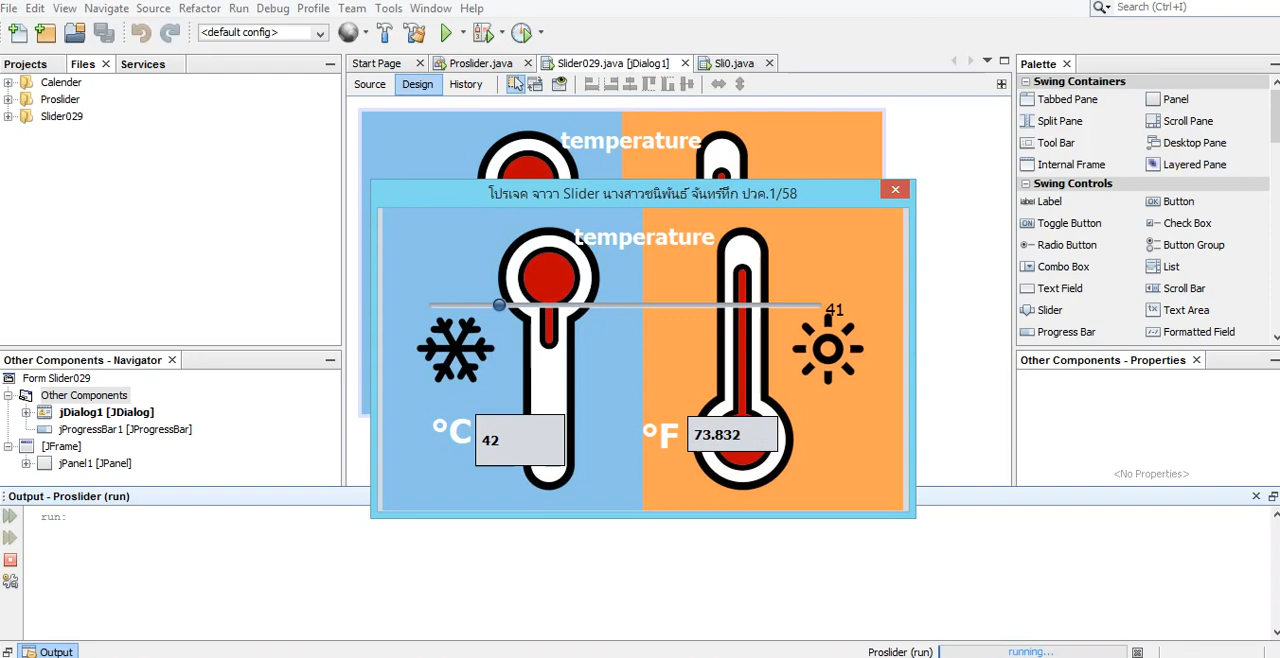 File Edit View Navigate Source Refactor Run Debug Profile Team Tools Window Help
Search (Ctrl+I)
<default config>
Projects Files Services
Calender
Proslider
Slider029
Start Page Proslider.java Slider029.java [jDialog1] Sli0.java
Source Design History
temperature
โปรเจค จาวา Slider นางสาวชนิพันธ์ จันทร์ทึก ปวค.1/58
temperature
41
°C 42
°F 73.832
Palette
Swing Containers
Tabbed Pane Panel
Split Pane Scroll Pane
Tool Bar Desktop Pane
Internal Frame Layered Pane
Swing Controls
label Label OK Button
ON Toggle Button Check Box
Radio Button Button Group
Combo Box List
Text Field Scroll Bar
Slider Text Area
Progress Bar Formatted Field
Other Components - Navigator
Form Slider029
Other Components
jDialog1 [JDialog]
jProgressBar1 [JProgressBar]
[JFrame]
jPanel1 [JPanel]
Other Components - Properties
<No Properties>
Output - Proslider (run)
run:
Output
Proslider (run) running...